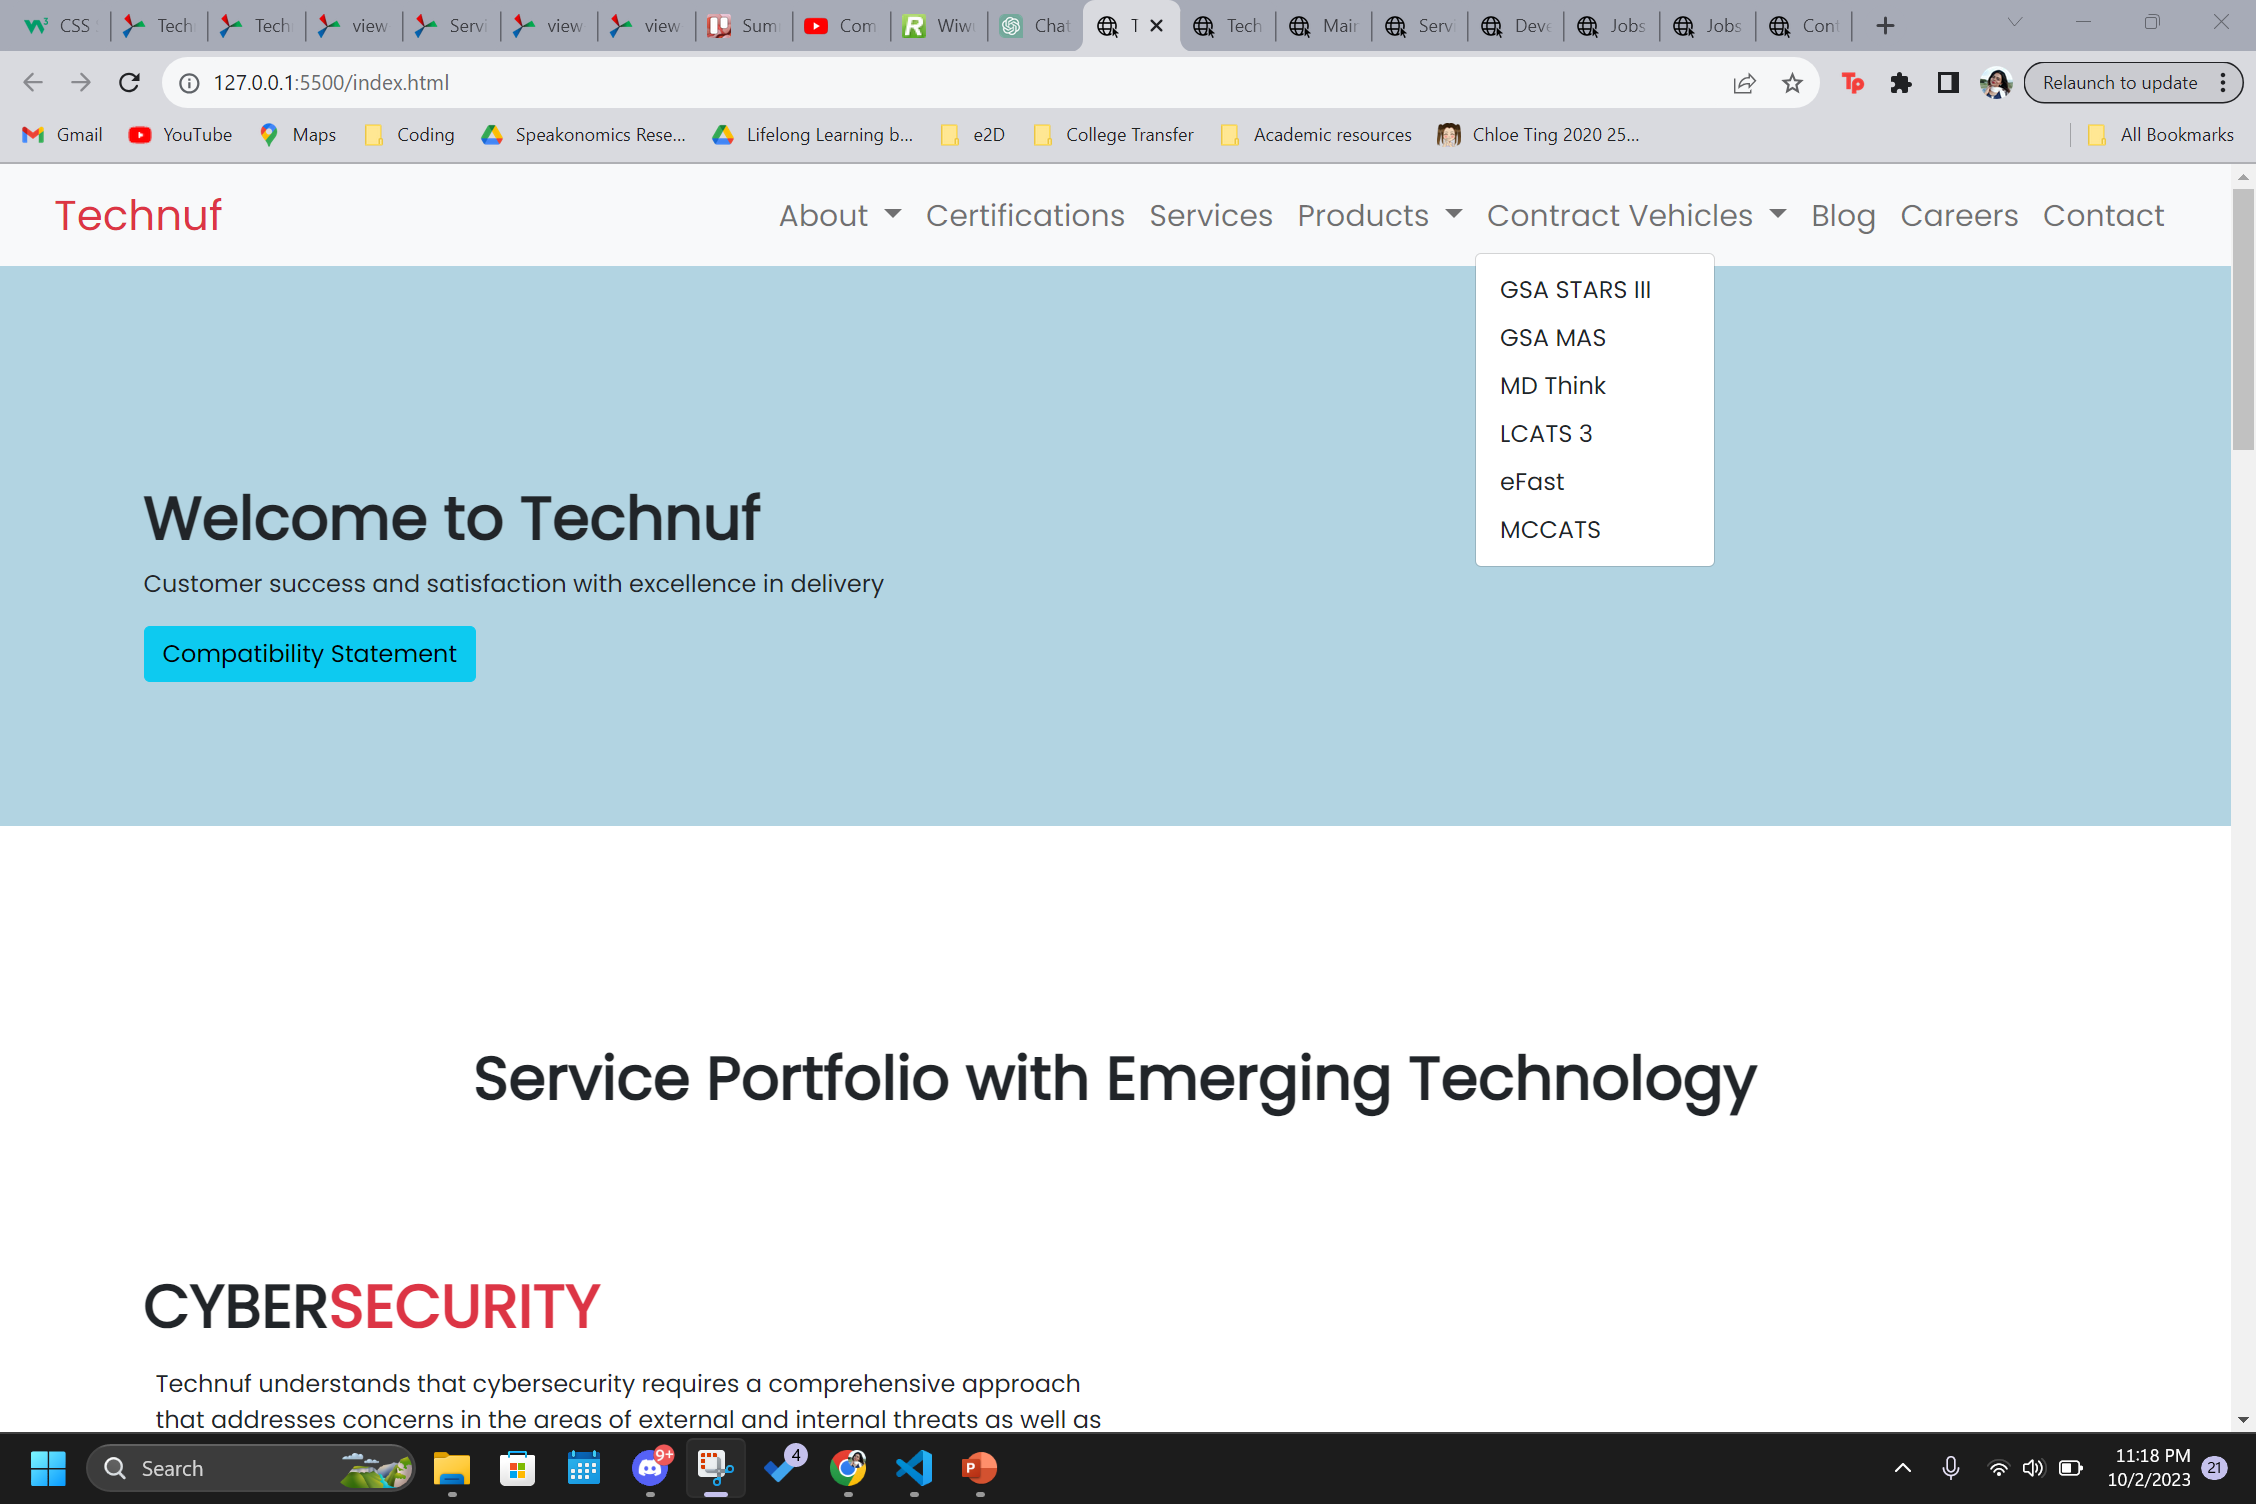 CSS Tech Tech view Servi view view Sum Com Wiw Chat T Tech Main Servi Deve Jobs Jobs Cont
127.0.0.1:5500/index.html Relaunch to update
Gmail YouTube Maps Coding Speakonomics Rese... Lifelong Learning b... e2D College Transfer Academic resources Chloe Ting 2020 25... All Bookmarks
Technuf About Certifications Services Products Contract Vehicles Blog Careers Contact
GSA STARS III
GSA MAS
MD Think
LCATS 3
eFast
MCCATS
Welcome to Technuf
Customer success and satisfaction with excellence in delivery
Compatibility Statement
Service Portfolio with Emerging Technology
CYBERSECURITY
Technuf understands that cybersecurity requires a comprehensive approach
that addresses concerns in the areas of external and internal threats as well as
Search 9+ 4 11:18 PM
10/2/2023 21